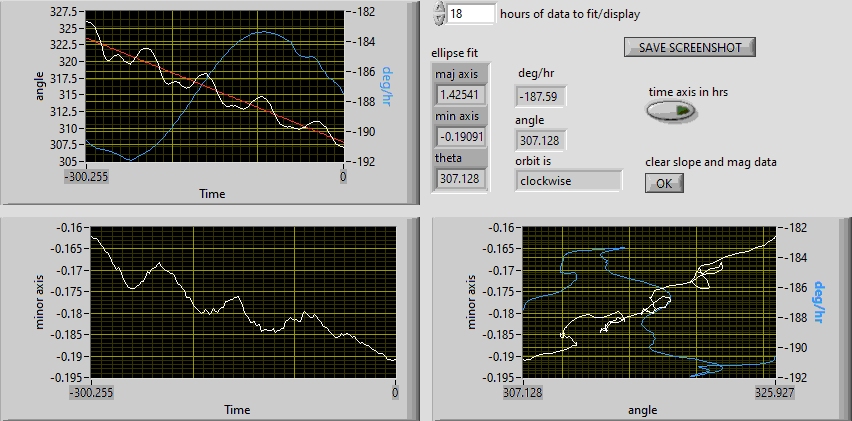 18 hours of data to fit/display
SAVE SCREENSHOT
ellipse fit
maj axis
1.42541
min axis
-0.19091
theta
307.128
deg/hr
-187.59
angle
307.128
orbit is
clockwise
time axis in hrs
clear slope and mag data
OK
327.5
325
322.5
320
317.5
315
312.5
310
307.5
305
angle
-182
-184
-186
-188
-190
-192
deg/hr
-300.255
0
Time
-0.16
-0.165
-0.17
-0.175
-0.18
-0.185
-0.19
-0.195
minor axis
-300.255
0
Time
-0.16
-0.165
-0.17
-0.175
-0.18
-0.185
-0.19
-0.195
minor axis
-182
-184
-186
-188
-190
-192
deg/hr
307.128
325.927
angle